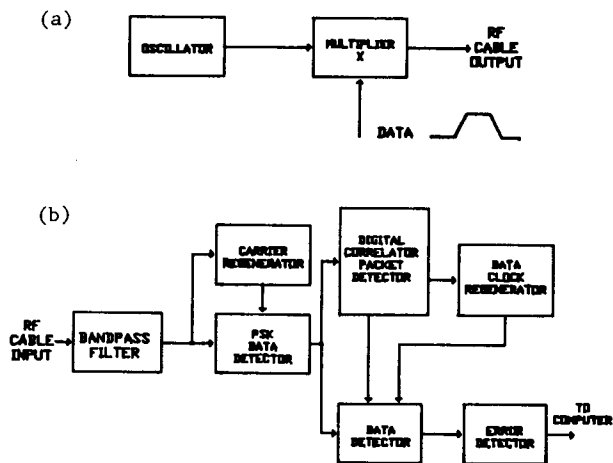 (a)
OSCILLATOR
MULTIPLIER
X
RF
CABLE
OUTPUT
DATA
(b)
CARRIER
REGENERATOR
DIGITAL
CORRELATOR
PACKET
DETECTOR
DATA
CLOCK
REGENERATOR
RF
CABLE
INPUT
BANDPASS
FILTER
PSK
DATA
DETECTOR
DATA
DETECTOR
ERROR
DETECTOR
TO
COMPUTER